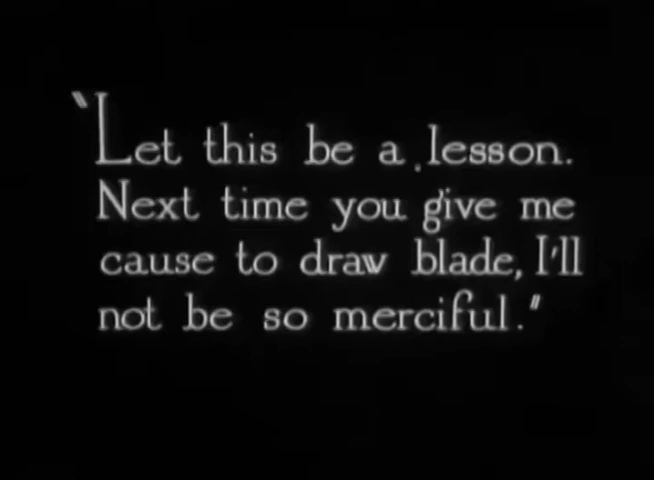 "Let this be a lesson.
Next time you give me
cause to draw blade, I'll
not be so merciful."